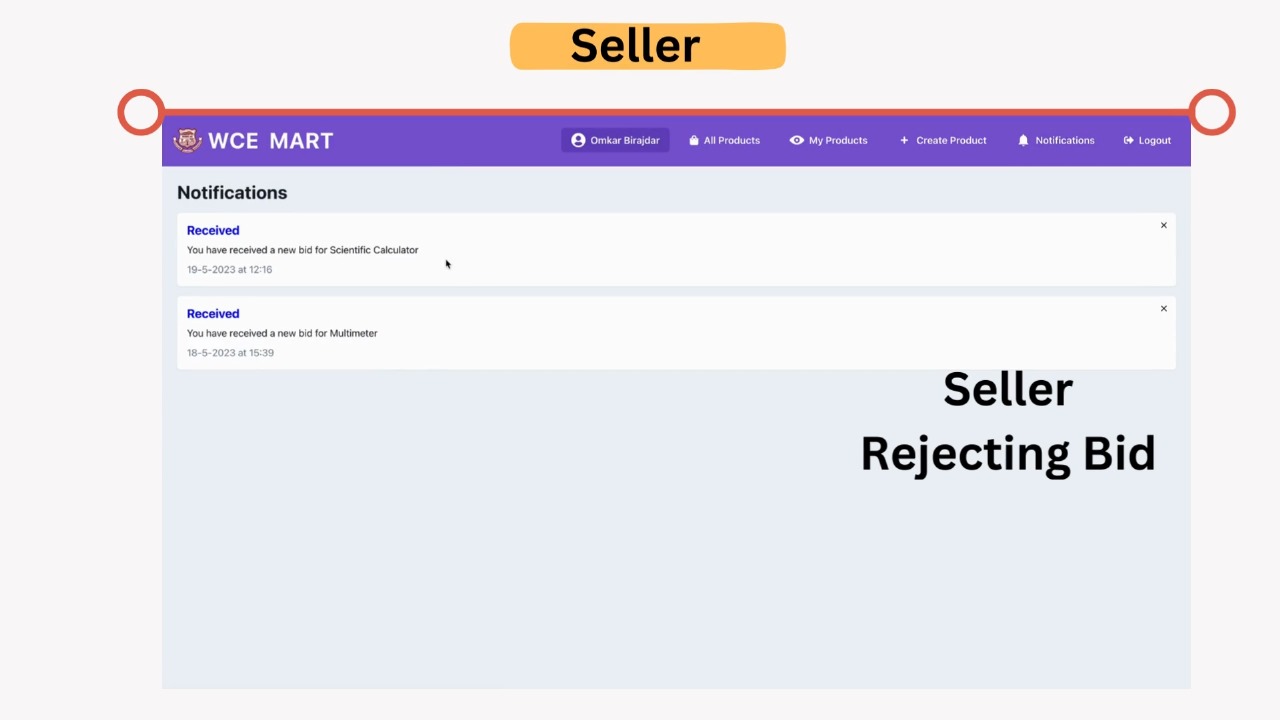 Seller
WCE MART
Omkar Birajdar
All Products
My Products
+ Create Product
Notifications
Logout
Notifications
Received
×
You have received a new bid for Scientific Calculator
19-5-2023 at 12:16
Received
×
You have received a new bid for Multimeter
18-5-2023 at 15:39
Seller
Rejecting Bid